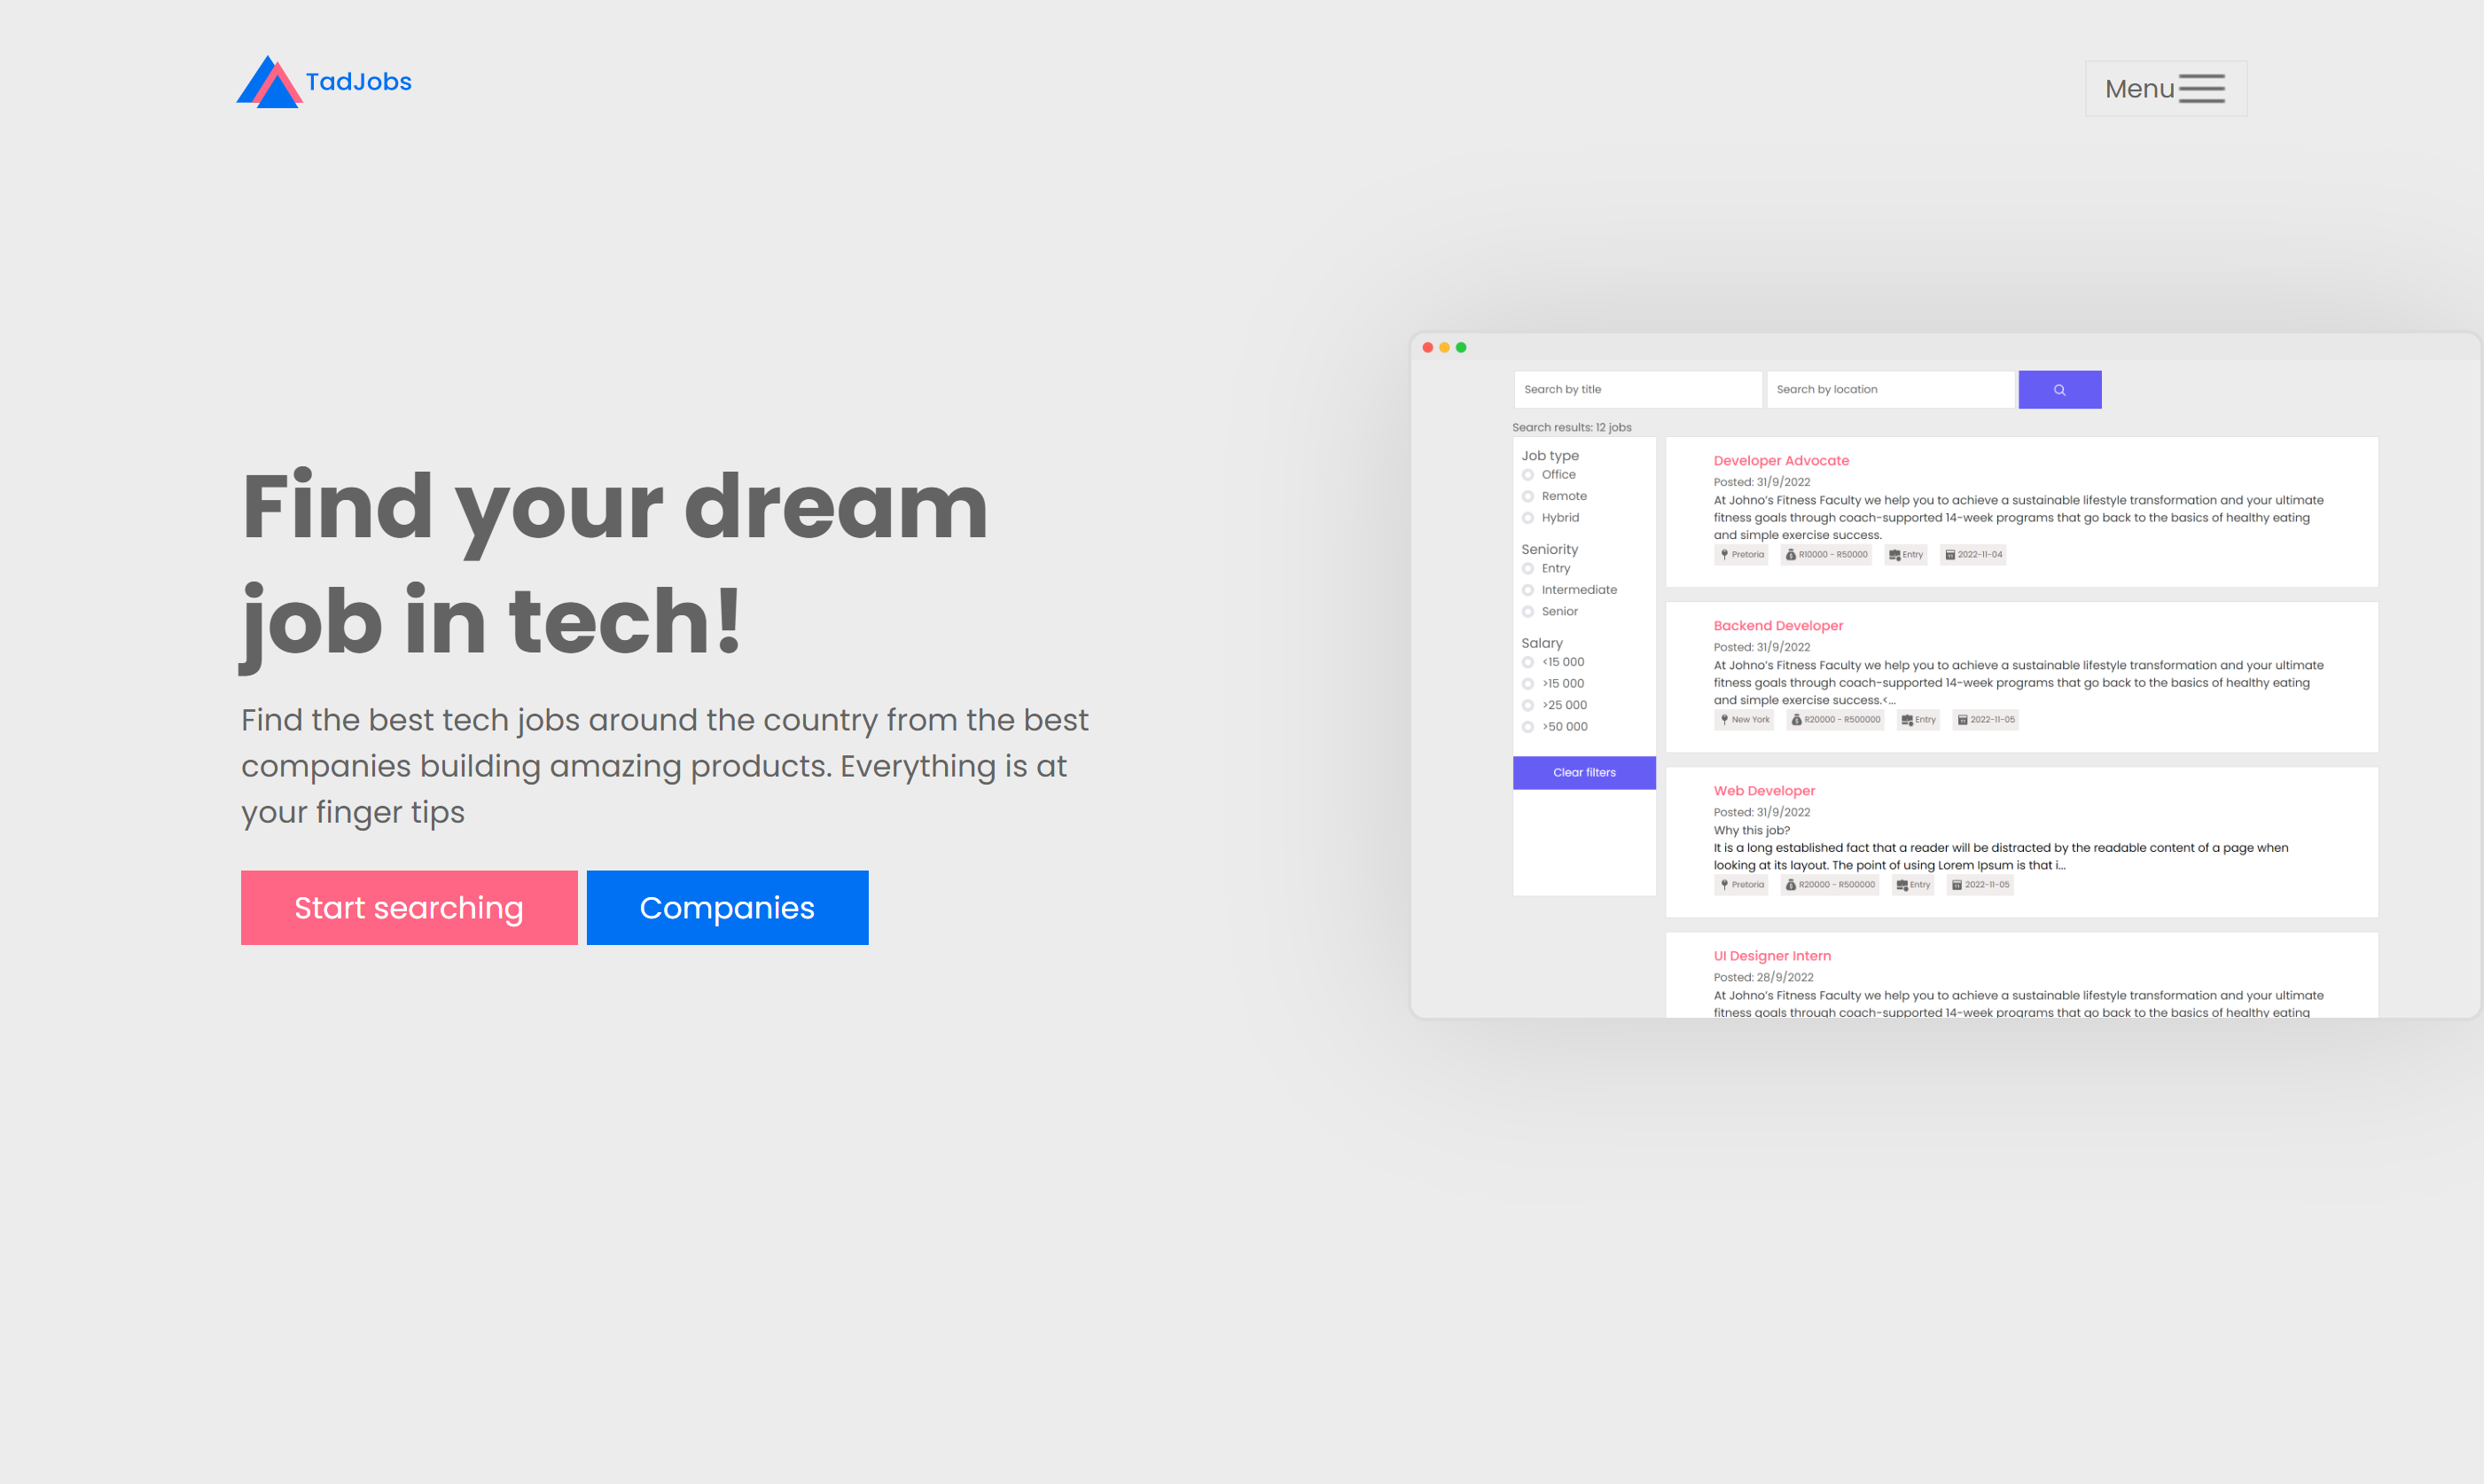 TadJobs
Menu
Find your dream
job in tech!
Find the best tech jobs around the country from the best
companies building amazing products. Everything is at
your finger tips
Start searching
Companies
Search by title
Search by location
Search results: 12 jobs
Job type
Office
Remote
Hybrid
Seniority
Entry
Intermediate
Senior
Salary
<15 000
>15 000
>25 000
>50 000
Clear filters
Developer Advocate
Posted: 31/9/2022
At Johno's Fitness Faculty we help you to achieve a sustainable lifestyle transformation and your ultimate
fitness goals through coach-supported 14-week programs that go back to the basics of healthy eating
and simple exercise success.
Pretoria R10000 - R50000 Entry 2022-11-04
Backend Developer
Posted: 31/9/2022
At Johno's Fitness Faculty we help you to achieve a sustainable lifestyle transformation and your ultimate
fitness goals through coach-supported 14-week programs that go back to the basics of healthy eating
and simple exercise success.<...
New York R20000 - R500000 Entry 2022-11-05
Web Developer
Posted: 31/9/2022
Why this job?
It is a long established fact that a reader will be distracted by the readable content of a page when
looking at its layout. The point of using Lorem Ipsum is that i...
Pretoria R20000 - R500000 Entry 2022-11-05
UI Designer Intern
Posted: 28/9/2022
At Johno's Fitness Faculty we help you to achieve a sustainable lifestyle transformation and your ultimate
fitness goals through coach-supported 14-week programs that go back to the basics of healthy eating